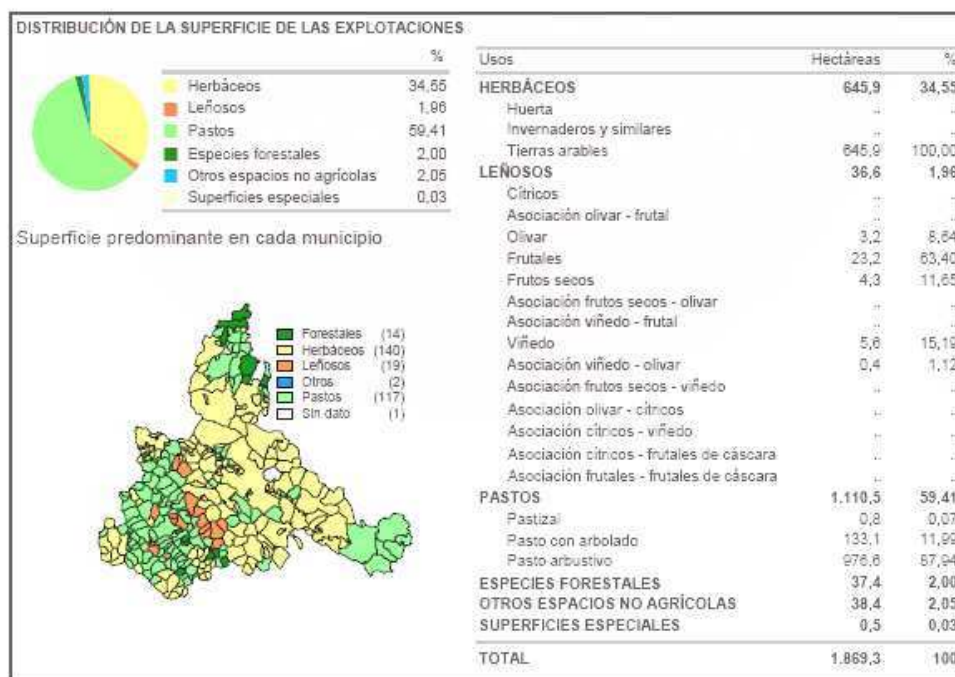 DISTRIBUCIÓN DE LA SUPERFICIE DE LAS EXPLOTACIONES
%
Herbáceos 34,55
Leñosos 1,96
Pastos 59,41
Especies forestales 2,00
Otros espacios no agrícolas 2,05
Superficies especiales 0,03
Superficie predominante en cada municipio
Forestales (14)
Herbáceos (140)
Leñosos (19)
Otros (2)
Pastos (117)
Sin dato (1)
Usos Hectáreas %
HERBÁCEOS 645,9 34,55
Huerta .. ..
Invernaderos y similares .. ..
Tierras arables 645,9 100,00
LEÑOSOS 36,6 1,96
Cítricos .. ..
Asociación olivar - frutal .. ..
Olivar 3,2 8,64
Frutales 23,2 63,40
Frutos secos 4,3 11,65
Asociación frutos secos - olivar .. ..
Asociación viñedo - frutal .. ..
Viñedo 5,6 15,19
Asociación viñedo - olivar 0,4 1,12
Asociación frutos secos - viñedo .. ..
Asociación olivar - cítricos .. ..
Asociación cítricos - viñedo .. ..
Asociación cítricos - frutales de cáscara .. ..
Asociación frutales - frutales de cáscara .. ..
PASTOS 1.110,5 59,41
Pastizal 0,8 0,07
Pasto con arbolado 133,1 11,99
Pasto arbustivo 976,6 87,94
ESPECIES FORESTALES 37,4 2,00
OTROS ESPACIOS NO AGRÍCOLAS 38,4 2,05
SUPERFICIES ESPECIALES 0,5 0,03
TOTAL 1.869,3 100